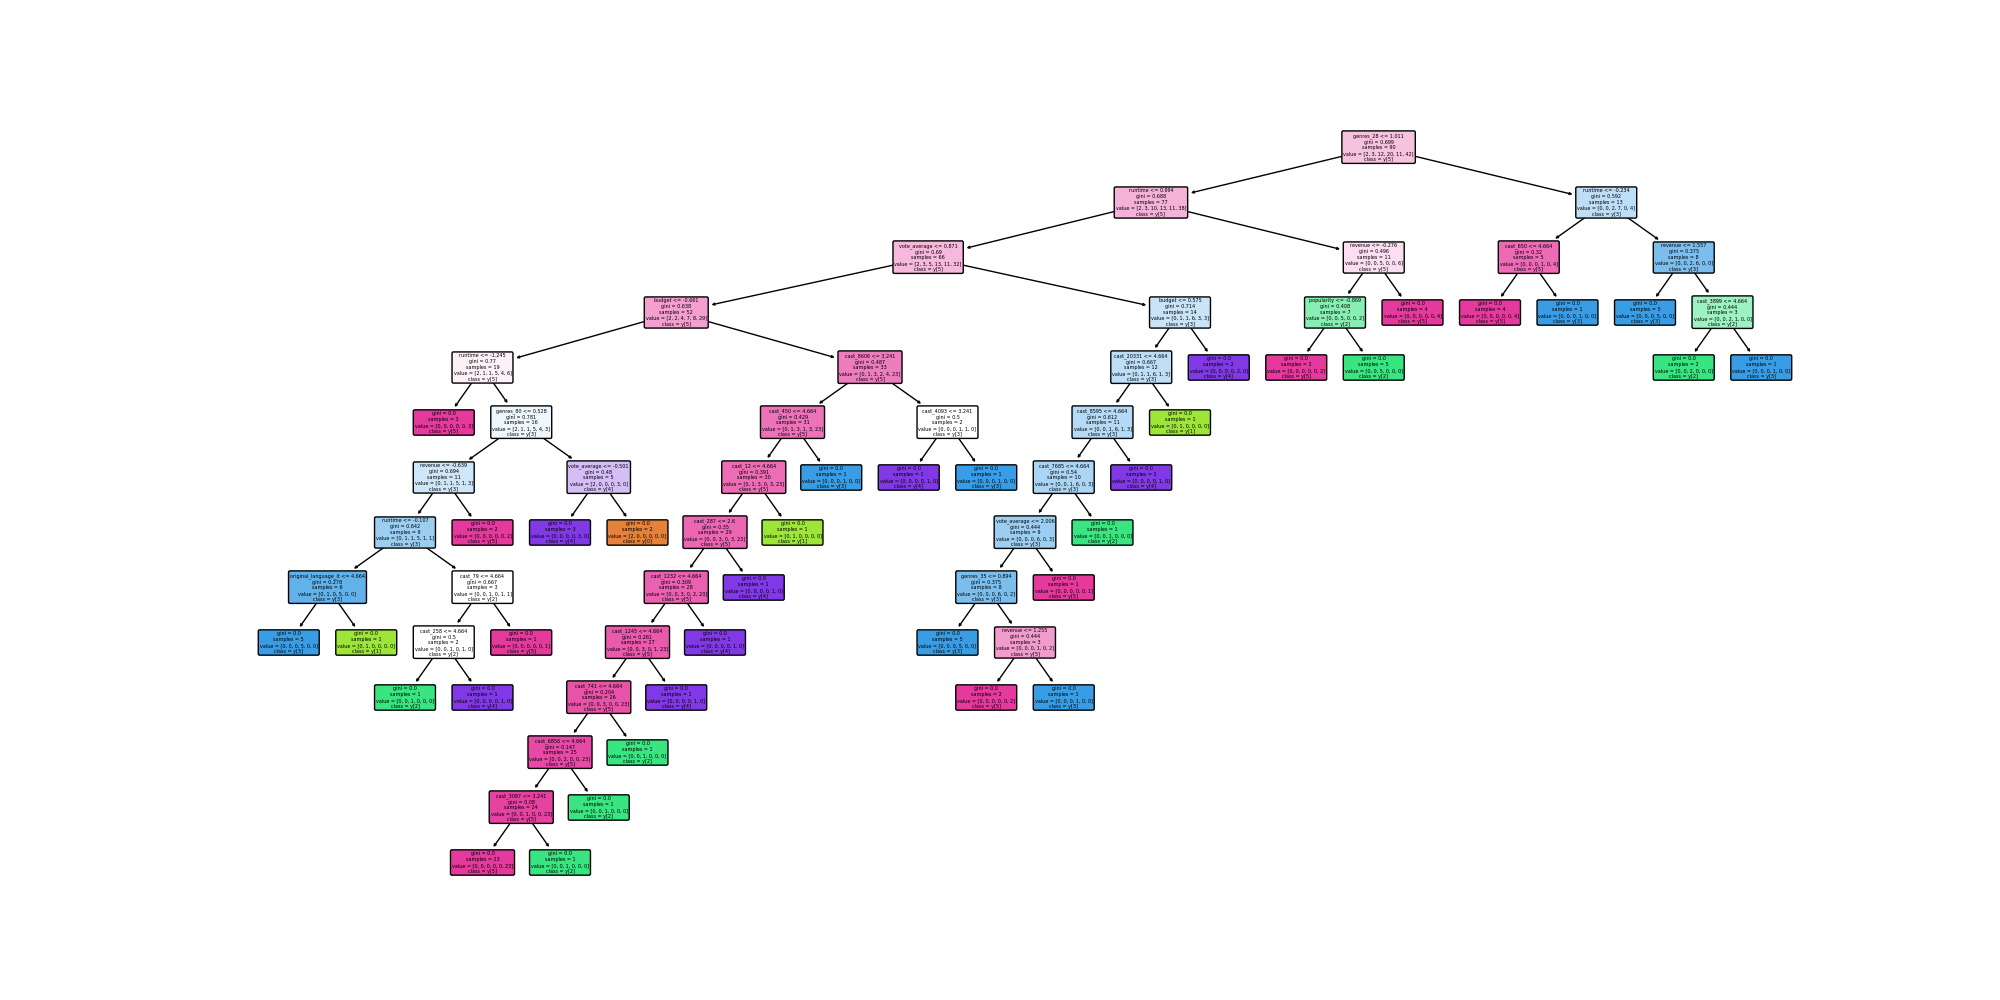 genres_28 <= 1.011
gini = 0.699
samples = 90
value = [2, 3, 12, 20, 11, 42]
class = y[5]
runtime <= 0.994
gini = 0.688
samples = 77
value = [2, 3, 10, 13, 11, 38]
class = y[5]
runtime <= -0.234
gini = 0.592
samples = 13
value = [0, 0, 2, 7, 0, 4]
class = y[3]
vote_average <= 0.871
gini = 0.69
samples = 66
value = [2, 3, 5, 13, 11, 32]
class = y[5]
revenue <= -0.276
gini = 0.496
samples = 11
value = [0, 0, 5, 0, 0, 6]
class = y[5]
cast_650 <= 4.664
gini = 0.32
samples = 5
value = [0, 0, 0, 1, 0, 4]
class = y[5]
revenue <= 1.557
gini = 0.375
samples = 8
value = [0, 0, 2, 6, 0, 0]
class = y[3]
budget <= -0.661
gini = 0.638
samples = 52
value = [2, 2, 4, 7, 8, 29]
class = y[5]
budget <= 0.575
gini = 0.714
samples = 14
value = [0, 1, 1, 6, 3, 3]
class = y[3]
popularity <= -0.869
gini = 0.408
samples = 7
value = [0, 0, 5, 0, 0, 2]
class = y[2]
gini = 0.0
samples = 4
value = [0, 0, 0, 0, 0, 4]
class = y[5]
gini = 0.0
samples = 4
value = [0, 0, 0, 0, 0, 4]
class = y[5]
gini = 0.0
samples = 1
value = [0, 0, 0, 1, 0, 0]
class = y[3]
gini = 0.0
samples = 5
value = [0, 0, 0, 5, 0, 0]
class = y[3]
cast_3899 <= 4.664
gini = 0.444
samples = 3
value = [0, 0, 2, 1, 0, 0]
class = y[2]
runtime <= -1.245
gini = 0.77
samples = 19
value = [2, 1, 1, 5, 4, 6]
class = y[5]
cast_8606 <= 3.241
gini = 0.487
samples = 33
value = [0, 1, 3, 2, 4, 23]
class = y[5]
cast_20331 <= 4.664
gini = 0.667
samples = 12
value = [0, 1, 1, 6, 1, 3]
class = y[3]
gini = 0.0
samples = 2
value = [0, 0, 0, 0, 2, 0]
class = y[4]
gini = 0.0
samples = 2
value = [0, 0, 0, 0, 0, 2]
class = y[5]
gini = 0.0
samples = 5
value = [0, 0, 5, 0, 0, 0]
class = y[2]
gini = 0.0
samples = 2
value = [0, 0, 2, 0, 0, 0]
class = y[2]
gini = 0.0
samples = 1
value = [0, 0, 0, 1, 0, 0]
class = y[3]
gini = 0.0
samples = 3
value = [0, 0, 0, 0, 0, 3]
class = y[5]
genres_80 <= 0.528
gini = 0.781
samples = 16
value = [2, 1, 1, 5, 4, 3]
class = y[3]
cast_450 <= 4.664
gini = 0.429
samples = 31
value = [0, 1, 3, 1, 3, 23]
class = y[5]
cast_4093 <= 3.241
gini = 0.5
samples = 2
value = [0, 0, 0, 1, 1, 0]
class = y[3]
cast_8595 <= 4.664
gini = 0.612
samples = 11
value = [0, 0, 1, 6, 1, 3]
class = y[3]
gini = 0.0
samples = 1
value = [0, 1, 0, 0, 0, 0]
class = y[1]
revenue <= -0.639
gini = 0.694
samples = 11
value = [0, 1, 1, 5, 1, 3]
class = y[3]
vote_average <= -0.501
gini = 0.48
samples = 5
value = [2, 0, 0, 0, 3, 0]
class = y[4]
cast_12 <= 4.664
gini = 0.391
samples = 30
value = [0, 1, 3, 0, 3, 23]
class = y[5]
gini = 0.0
samples = 1
value = [0, 0, 0, 1, 0, 0]
class = y[3]
gini = 0.0
samples = 1
value = [0, 0, 0, 0, 1, 0]
class = y[4]
gini = 0.0
samples = 1
value = [0, 0, 0, 1, 0, 0]
class = y[3]
cast_7685 <= 4.664
gini = 0.54
samples = 10
value = [0, 0, 1, 6, 0, 3]
class = y[3]
gini = 0.0
samples = 1
value = [0, 0, 0, 0, 1, 0]
class = y[4]
runtime <= -0.107
gini = 0.642
samples = 9
value = [0, 1, 1, 5, 1, 1]
class = y[3]
gini = 0.0
samples = 2
value = [0, 0, 0, 0, 0, 2]
class = y[5]
gini = 0.0
samples = 3
value = [0, 0, 0, 0, 3, 0]
class = y[4]
gini = 0.0
samples = 2
value = [2, 0, 0, 0, 0, 0]
class = y[0]
cast_287 <= 2.6
gini = 0.35
samples = 29
value = [0, 0, 3, 0, 3, 23]
class = y[5]
gini = 0.0
samples = 1
value = [0, 1, 0, 0, 0, 0]
class = y[1]
vote_average <= 2.006
gini = 0.444
samples = 9
value = [0, 0, 0, 6, 0, 3]
class = y[3]
gini = 0.0
samples = 1
value = [0, 0, 1, 0, 0, 0]
class = y[2]
original_language_it <= 4.664
gini = 0.278
samples = 6
value = [0, 1, 0, 5, 0, 0]
class = y[3]
cast_79 <= 4.664
gini = 0.667
samples = 3
value = [0, 0, 1, 0, 1, 1]
class = y[2]
cast_1232 <= 4.664
gini = 0.309
samples = 28
value = [0, 0, 3, 0, 2, 23]
class = y[5]
gini = 0.0
samples = 1
value = [0, 0, 0, 0, 1, 0]
class = y[4]
genres_35 <= 0.894
gini = 0.375
samples = 8
value = [0, 0, 0, 6, 0, 2]
class = y[3]
gini = 0.0
samples = 1
value = [0, 0, 0, 0, 0, 1]
class = y[5]
gini = 0.0
samples = 5
value = [0, 0, 0, 5, 0, 0]
class = y[3]
gini = 0.0
samples = 1
value = [0, 1, 0, 0, 0, 0]
class = y[1]
cast_258 <= 4.664
gini = 0.5
samples = 2
value = [0, 0, 1, 0, 1, 0]
class = y[2]
gini = 0.0
samples = 1
value = [0, 0, 0, 0, 0, 1]
class = y[5]
cast_1245 <= 4.664
gini = 0.261
samples = 27
value = [0, 0, 3, 0, 1, 23]
class = y[5]
gini = 0.0
samples = 1
value = [0, 0, 0, 0, 1, 0]
class = y[4]
gini = 0.0
samples = 5
value = [0, 0, 0, 5, 0, 0]
class = y[3]
revenue <= 1.255
gini = 0.444
samples = 3
value = [0, 0, 0, 1, 0, 2]
class = y[5]
gini = 0.0
samples = 1
value = [0, 0, 1, 0, 0, 0]
class = y[2]
gini = 0.0
samples = 1
value = [0, 0, 0, 0, 1, 0]
class = y[4]
cast_741 <= 4.664
gini = 0.204
samples = 26
value = [0, 0, 3, 0, 0, 23]
class = y[5]
gini = 0.0
samples = 1
value = [0, 0, 0, 0, 1, 0]
class = y[4]
gini = 0.0
samples = 2
value = [0, 0, 0, 0, 0, 2]
class = y[5]
gini = 0.0
samples = 1
value = [0, 0, 0, 1, 0, 0]
class = y[3]
cast_6856 <= 4.664
gini = 0.147
samples = 25
value = [0, 0, 2, 0, 0, 23]
class = y[5]
gini = 0.0
samples = 1
value = [0, 0, 1, 0, 0, 0]
class = y[2]
cast_3087 <= 3.241
gini = 0.08
samples = 24
value = [0, 0, 1, 0, 0, 23]
class = y[5]
gini = 0.0
samples = 1
value = [0, 0, 1, 0, 0, 0]
class = y[2]
gini = 0.0
samples = 23
value = [0, 0, 0, 0, 0, 23]
class = y[5]
gini = 0.0
samples = 1
value = [0, 0, 1, 0, 0, 0]
class = y[2]